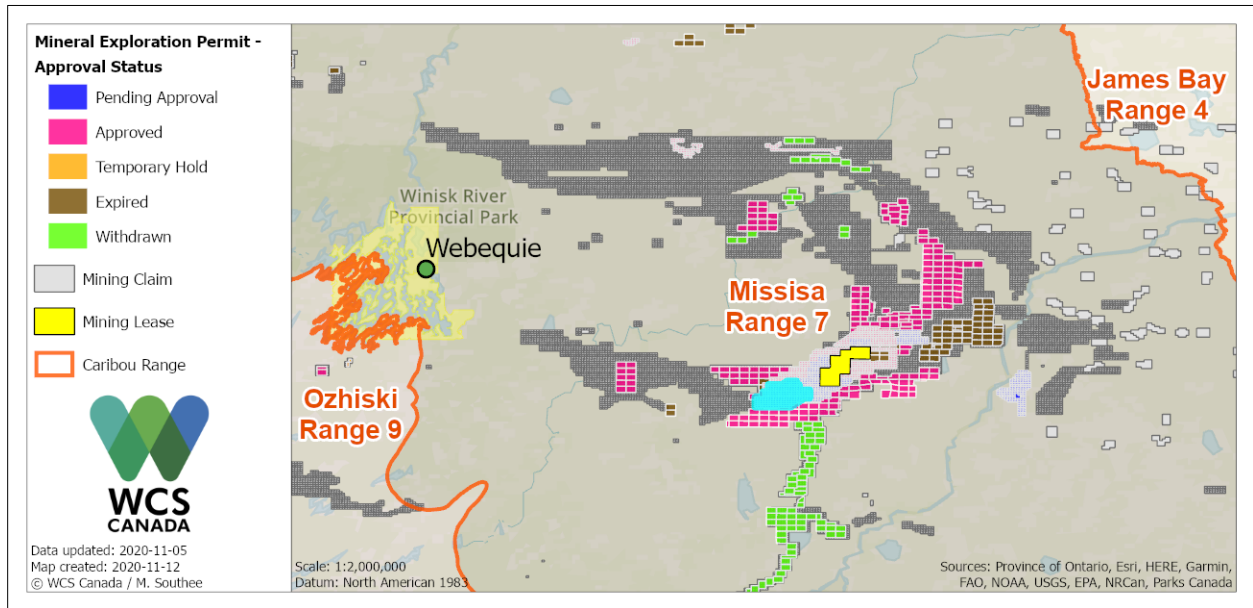 Mineral Exploration Permit -
Approval Status
Pending Approval
Approved
Temporary Hold
Expired
Withdrawn
Mining Claim
Mining Lease
Caribou Range
WCS
CANADA
Data updated: 2020-11-05
Map created: 2020-11-12
© WCS Canada / M. Southee
James Bay
Range 4
Winisk River
Provincial Park
Webequie
Missisa
Range 7
Ozhiski
Range 9
Scale: 1:2,000,000
Datum: North American 1983
Sources: Province of Ontario, Esri, HERE, Garmin,
FAO, NOAA, USGS, EPA, NRCan, Parks Canada